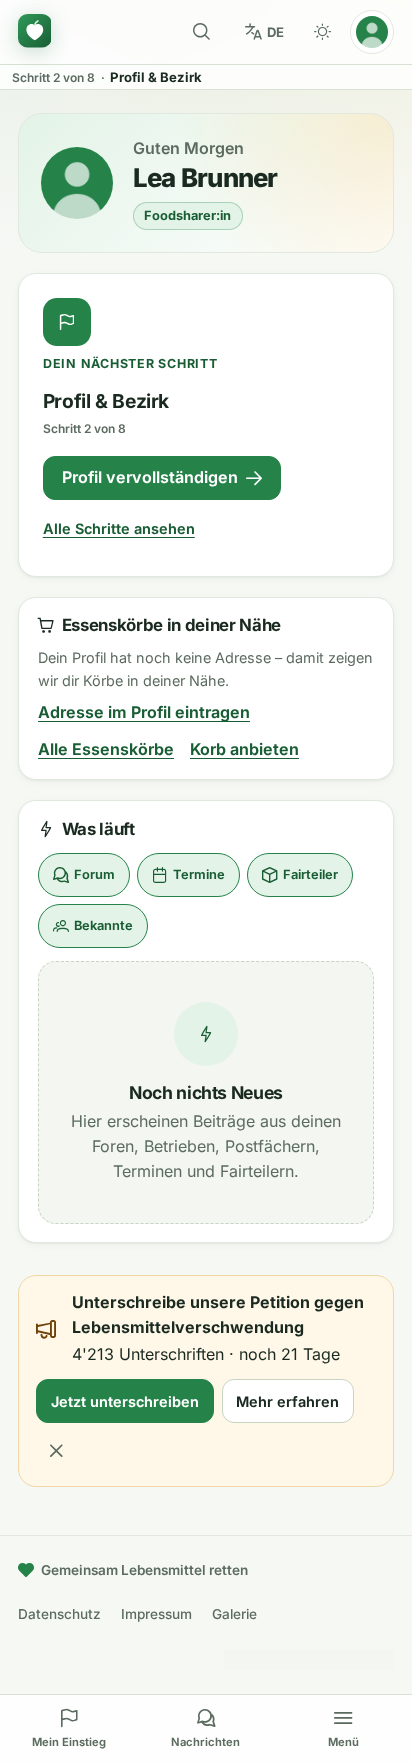 DE
Schritt 2 von 8 · Profil & Bezirk
Guten Morgen
Lea Brunner
Foodsharer:in
DEIN NÄCHSTER SCHRITT
Profil & Bezirk
Schritt 2 von 8
Profil vervollständigen
Alle Schritte ansehen
Essenskörbe in deiner Nähe
Dein Profil hat noch keine Adresse – damit zeigen
wir dir Körbe in deiner Nähe.
Adresse im Profil eintragen
Alle Essenskörbe Korb anbieten
Was läuft
Forum Termine Fairteiler
Bekannte
Noch nichts Neues
Hier erscheinen Beiträge aus deinen
Foren, Betrieben, Postfächern,
Terminen und Fairteilern.
Unterschreibe unsere Petition gegen
Lebensmittelverschwendung
4'213 Unterschriften · noch 21 Tage
Jetzt unterschreiben Mehr erfahren
Gemeinsam Lebensmittel retten
Datenschutz Impressum Galerie
Mein Einstieg Nachrichten Menü